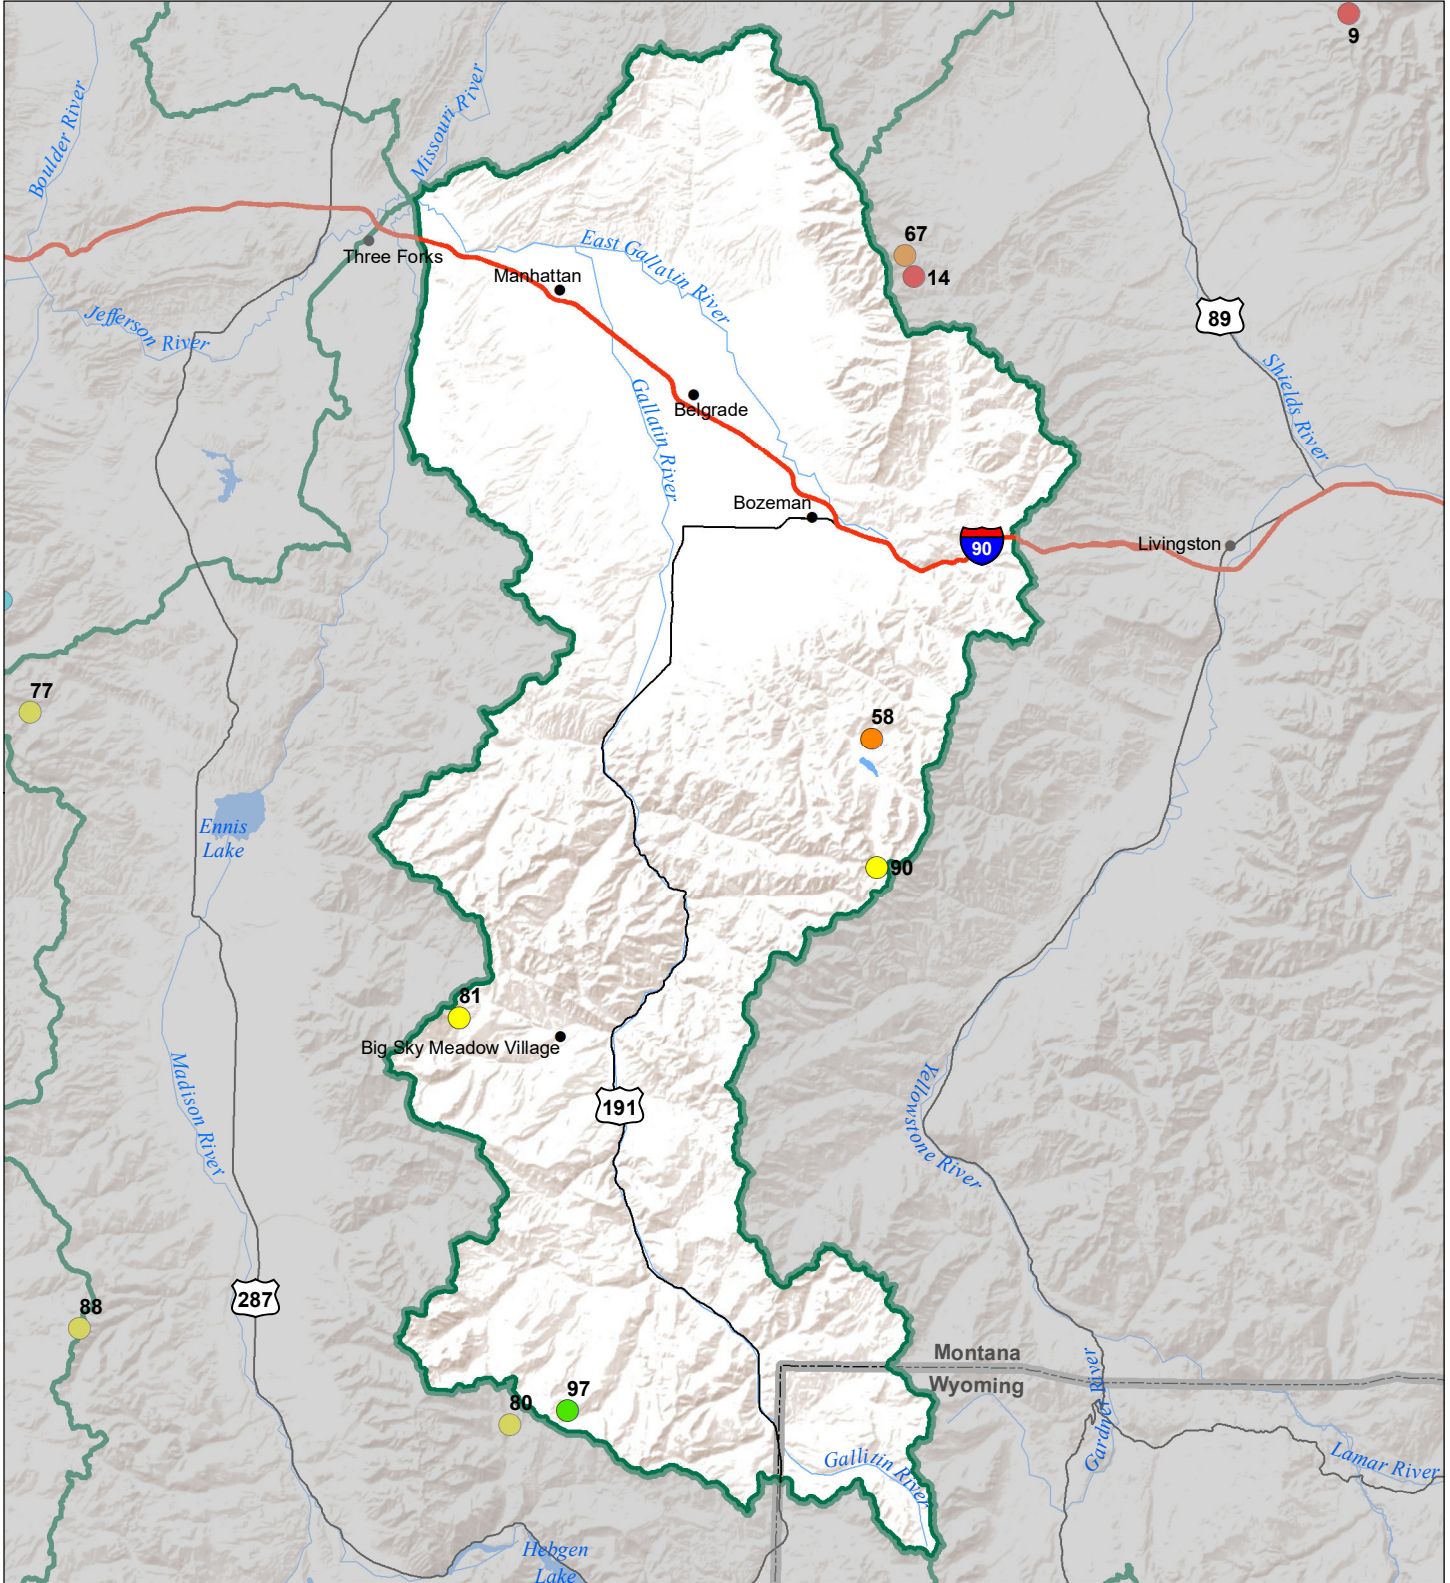 9
Boulder River
Missouri River
67
14
East Gallatin River
Three Forks
Manhattan
Jefferson River
89
Shields River
Gallatin River
Belgrade
Bozeman
90
Livingston
77
58
Ennis
Lake
90
81
Big Sky Meadow Village
Madison River
191
Yellowstone River
287
88
Montana
Wyoming
Gardner River
80
97
Gallitin River
Lamar River
Hebgen
Lake